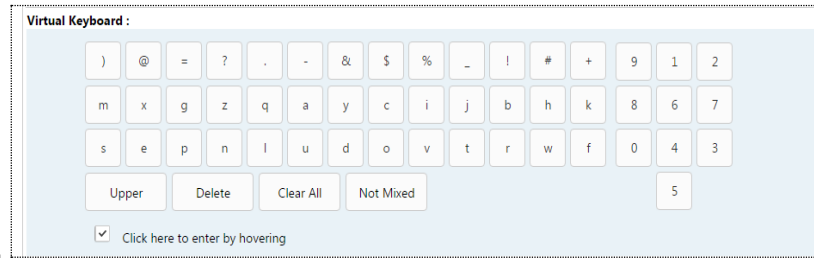 Virtual Keyboard :
) @ = ? . - & $ % _ ! # + 9 1 2
m x g z q a y c i j b h k 8 6 7
s e p n l u d o v t r w f 0 4 3
Upper Delete Clear All Not Mixed 5
Click here to enter by hovering